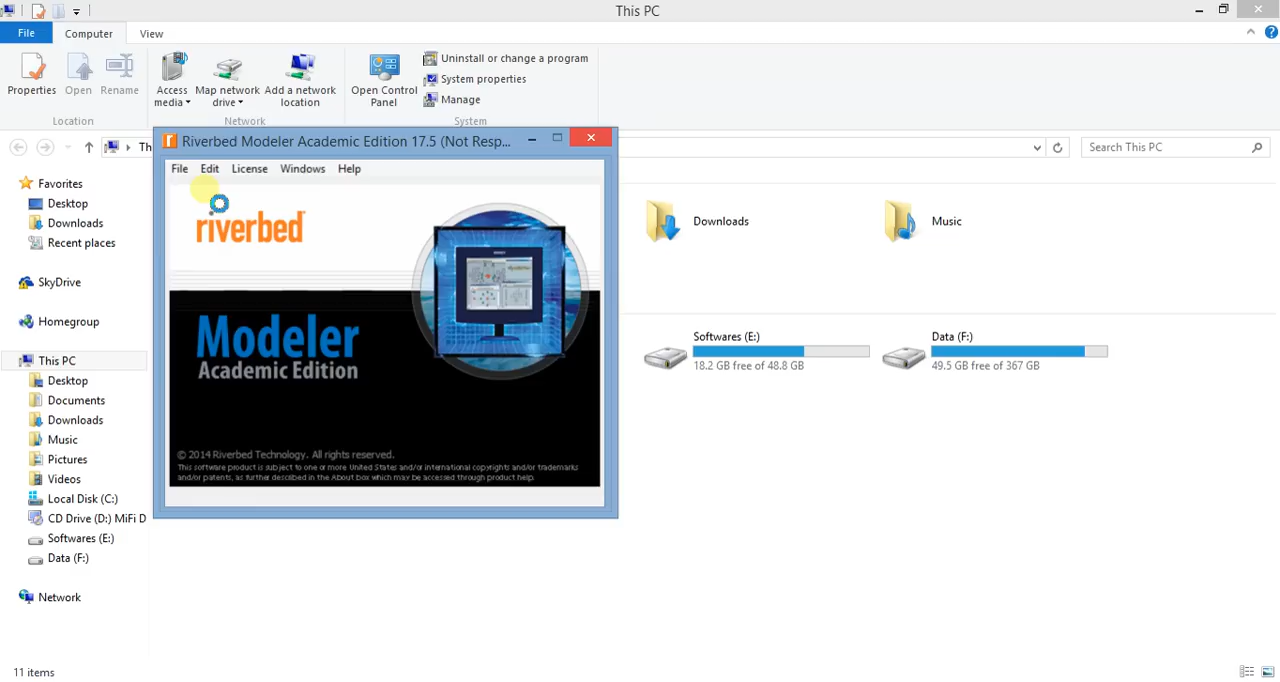 This PC
File
Computer
View
Properties
Open
Rename
Access media
Map network drive
Add a network location
Open Control Panel
Uninstall or change a program
System properties
Manage
Location
Network
System
Th
Search This PC
Riverbed Modeler Academic Edition 17.5 (Not Resp...
File Edit License Windows Help
riverbed
Modeler
Academic Edition
© 2014 Riverbed Technology. All rights reserved.
This software product is subject to one or more United States and/or international copyrights and/or trademarks
and/or patents, as further described in the About box which may be accessed through product help.
Favorites
Desktop
Downloads
Recent places
SkyDrive
Homegroup
This PC
Desktop
Documents
Downloads
Music
Pictures
Videos
Local Disk (C:)
CD Drive (D:) MiFi D
Softwares (E:)
Data (F:)
Network
Downloads
Music
Softwares (E:)
18.2 GB free of 48.8 GB
Data (F:)
49.5 GB free of 367 GB
11 items